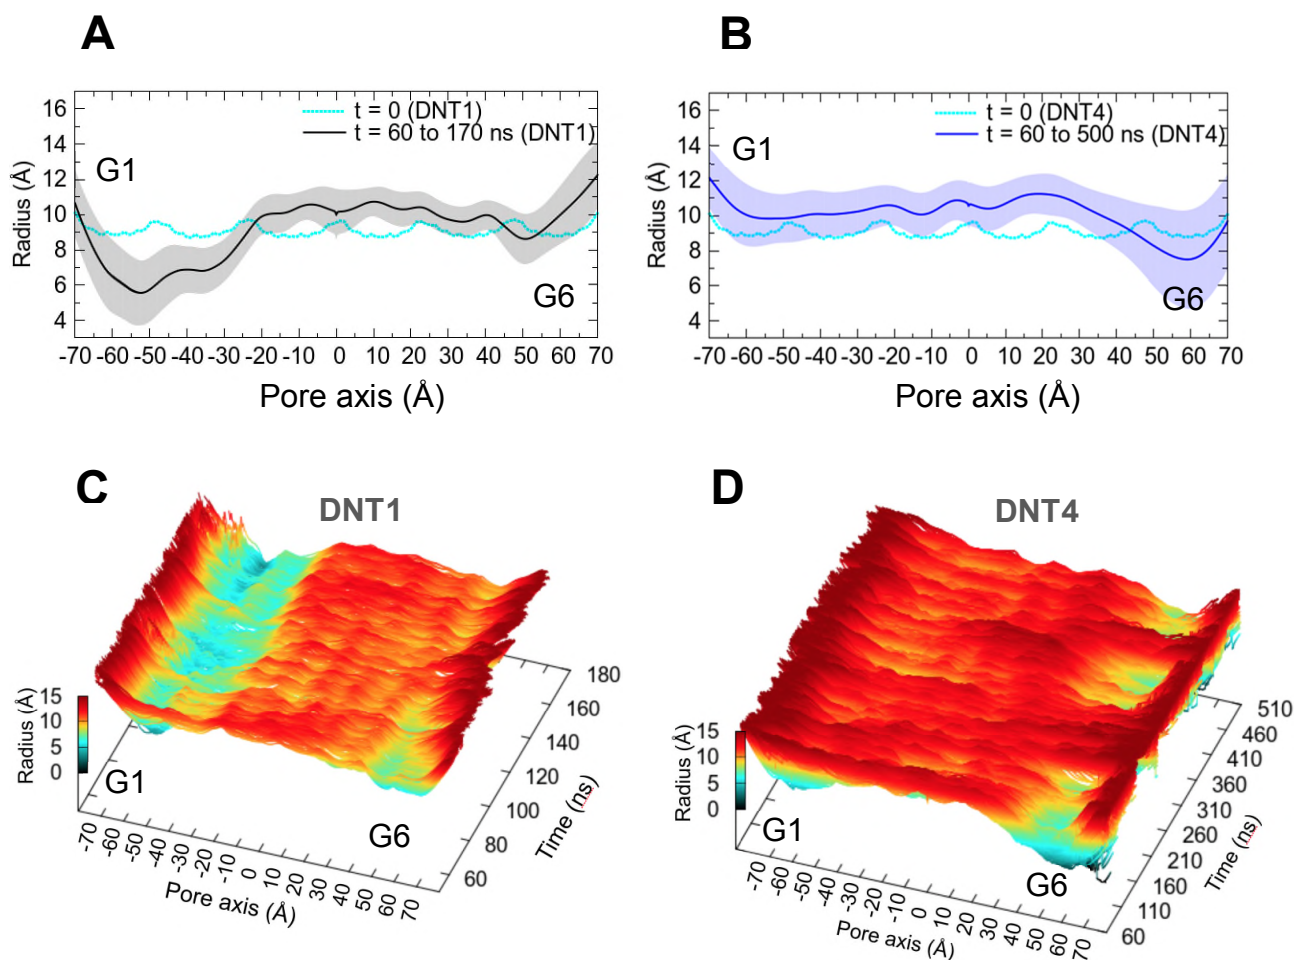 A
B
t = 0 (DNT1)
t = 60 to 170 ns (DNT1)
G1
G6
16
14
12
10
8
6
4
Radius (Å)
-70 -60 -50 -40 -30 -20 -10 0 10 20 30 40 50 60 70
Pore axis (Å)
t = 0 (DNT4)
t = 60 to 500 ns (DNT4)
G1
G6
16
14
12
10
8
6
4
Radius (Å)
-70 -60 -50 -40 -30 -20 -10 0 10 20 30 40 50 60 70
Pore axis (Å)
C
DNT1
15
10
5
0
Radius (Å)
G1
G6
-70 -60 -50 -40 -30 -20 -10 0 10 20 30 40 50 60 70
Pore axis (Å)
180
160
140
120
100
80
60
Time (ns)
D
DNT4
15
10
5
0
Radius (Å)
G1
G6
-70 -60 -50 -40 -30 -20 -10 0 10 20 30 40 50 60 70
Pore axis (Å)
510
460
410
360
310
260
210
160
110
60
Time (ns)